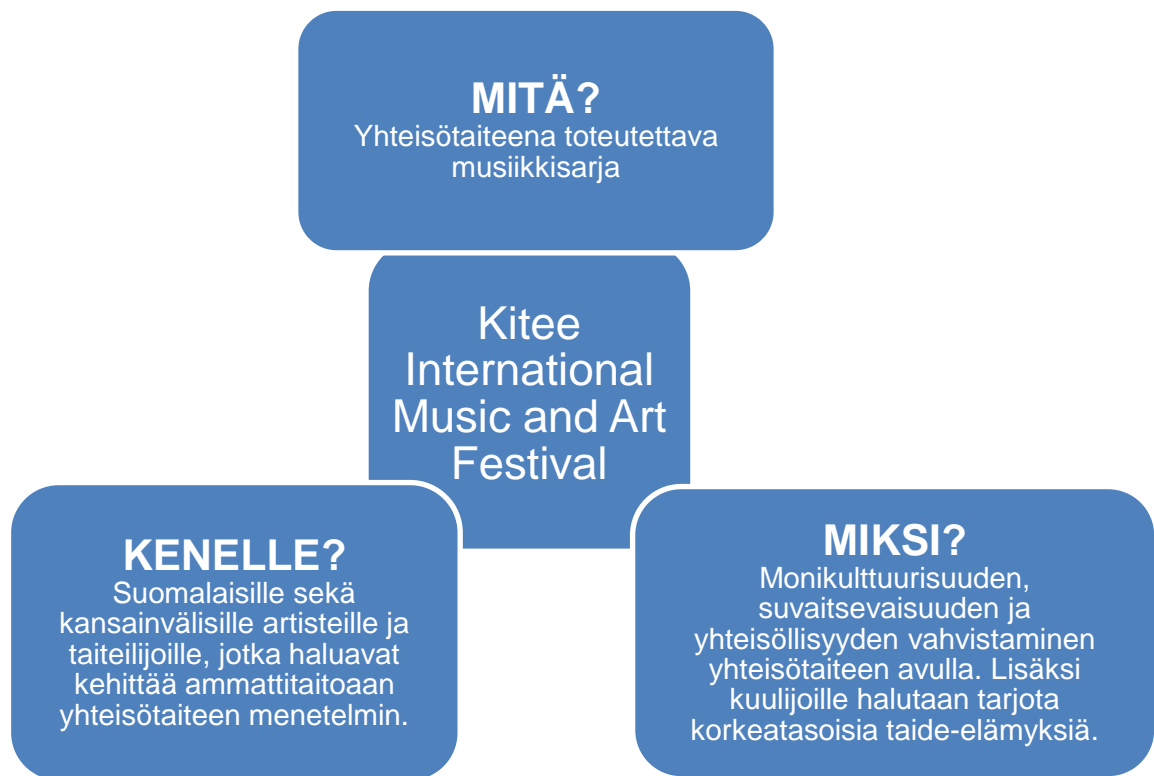 MITÄ?
Yhteisötaiteena toteutettava
musiikkisarja
Kitee
International
Music and Art
Festival
KENELLE?
Suomalaisille sekä
kansainvälisille artisteille ja
taiteilijoille, jotka haluavat
kehittää ammattitaitoaan
yhteisötaiteen menetelmin.
MIKSI?
Monikulttuurisuuden,
suvaitsevaisuuden ja
yhteisöllisyyden vahvistaminen
yhteisötaiteen avulla. Lisäksi
kuulijoille halutaan tarjota
korkeatasoisia taide-elämyksiä.